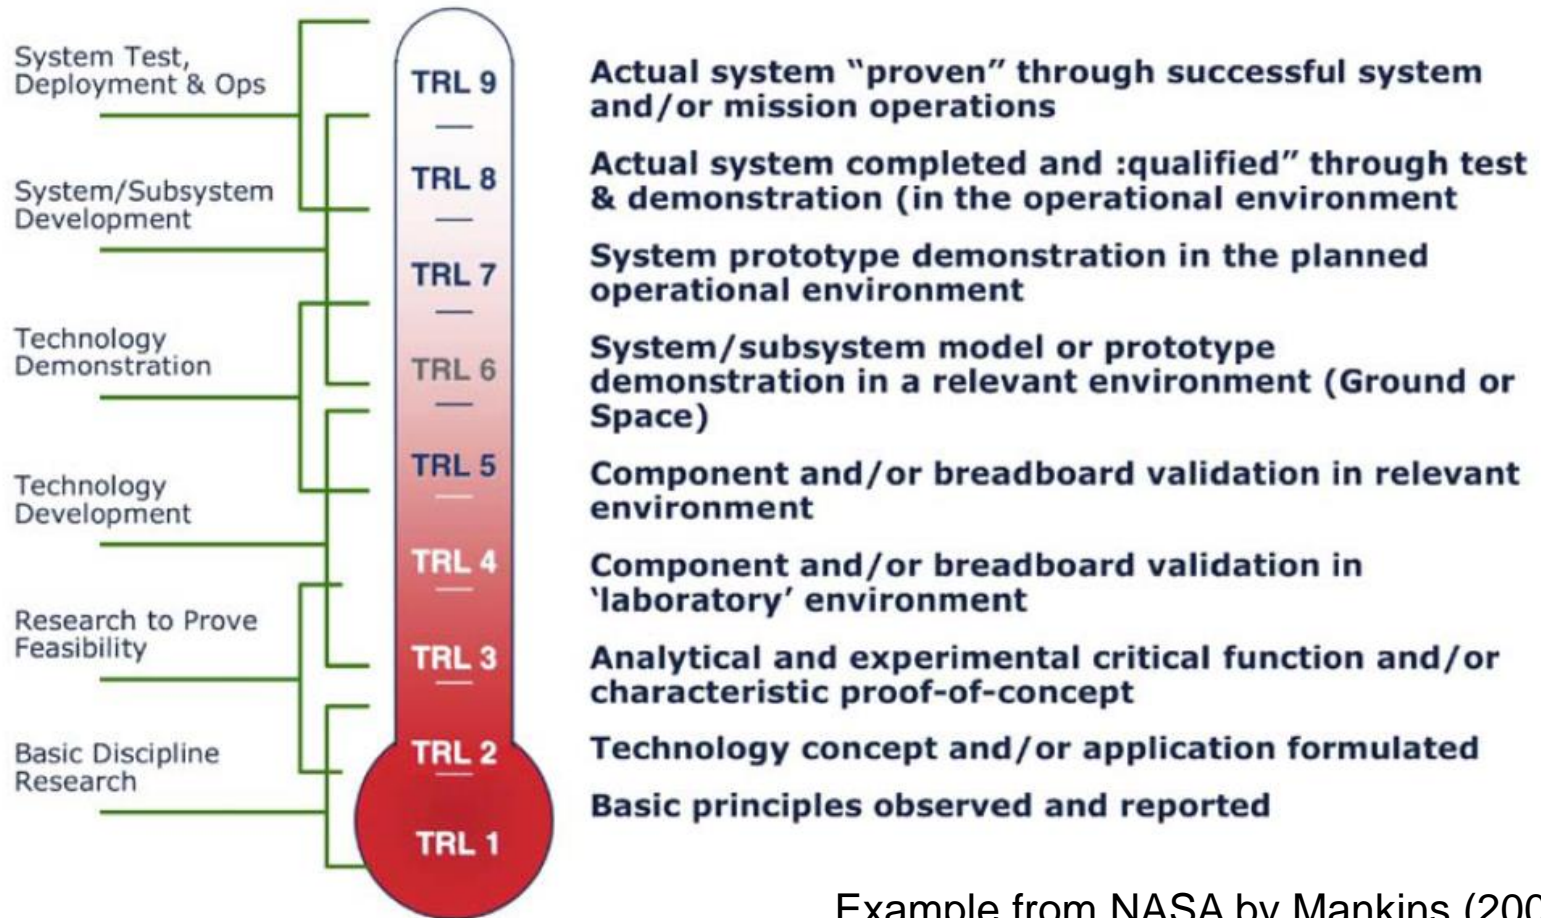 System Test,
Deployment & Ops
System/Subsystem
Development
Technology
Demonstration
Technology
Development
Research to Prove
Feasibility
Basic Discipline
Research
TRL 9
TRL 8
TRL 7
TRL 6
TRL 5
TRL 4
TRL 3
TRL 2
TRL 1
Actual system “proven” through successful system
and/or mission operations
Actual system completed and :qualified” through test
& demonstration (in the operational environment
System prototype demonstration in the planned
operational environment
System/subsystem model or prototype
demonstration in a relevant environment (Ground or
Space)
Component and/or breadboard validation in relevant
environment
Component and/or breadboard validation in
‘laboratory’ environment
Analytical and experimental critical function and/or
characteristic proof-of-concept
Technology concept and/or application formulated
Basic principles observed and reported
Example from NASA by Mankins (200